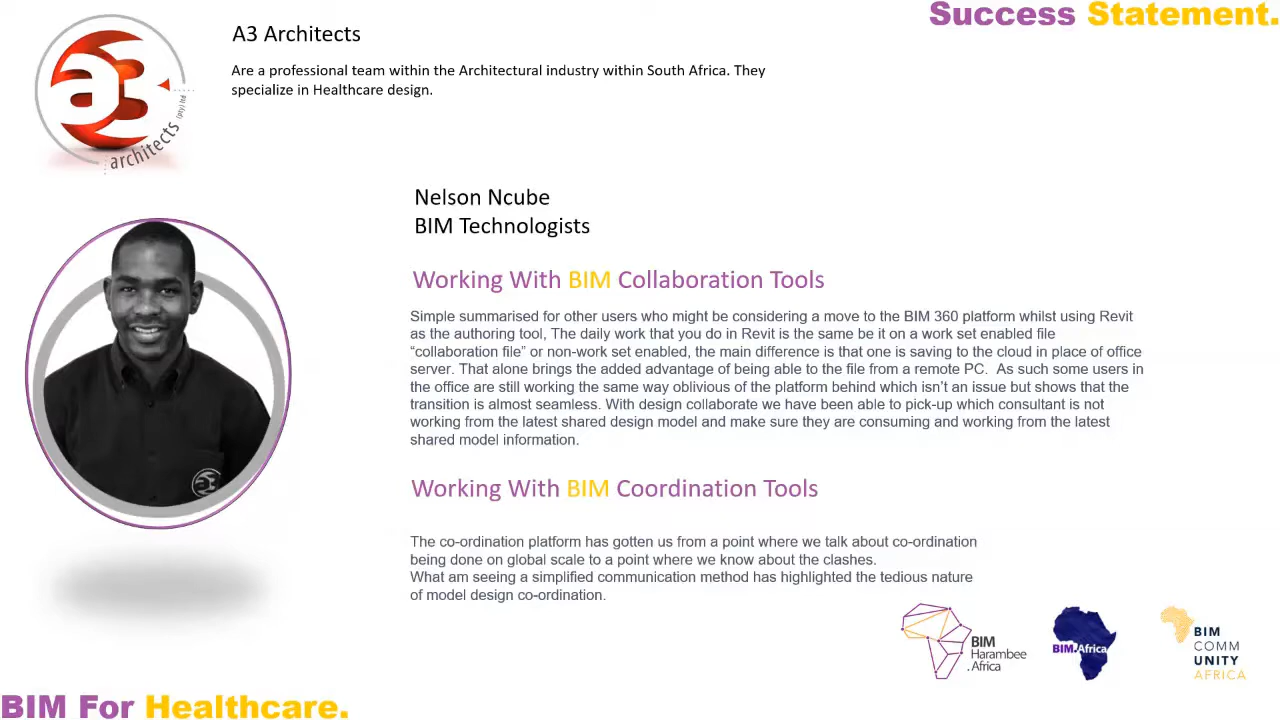 Success Statement.
A3 Architects
Are a professional team within the Architectural industry within South Africa. They
specialize in Healthcare design.
a3
architects
(pty) ltd
Nelson Ncube
BIM Technologists
Working With BIM Collaboration Tools
Simple summarised for other users who might be considering a move to the BIM 360 platform whilst using Revit
as the authoring tool, The daily work that you do in Revit is the same be it on a work set enabled file
“collaboration file” or non-work set enabled, the main difference is that one is saving to the cloud in place of office
server. That alone brings the added advantage of being able to the file from a remote PC.  As such some users in
the office are still working the same way oblivious of the platform behind which isn’t an issue but shows that the
transition is almost seamless. With design collaborate we have been able to pick-up which consultant is not
working from the latest shared design model and make sure they are consuming and working from the latest
shared model information.
a3
Working With BIM Coordination Tools
The co-ordination platform has gotten us from a point where we talk about co-ordination
being done on global scale to a point where we know about the clashes.
What am seeing a simplified communication method has highlighted the tedious nature
of model design co-ordination.
BIM
Harambee
.Africa
BIM.Africa
BIM
COMM
UNITY
AFRICA
BIM For Healthcare.